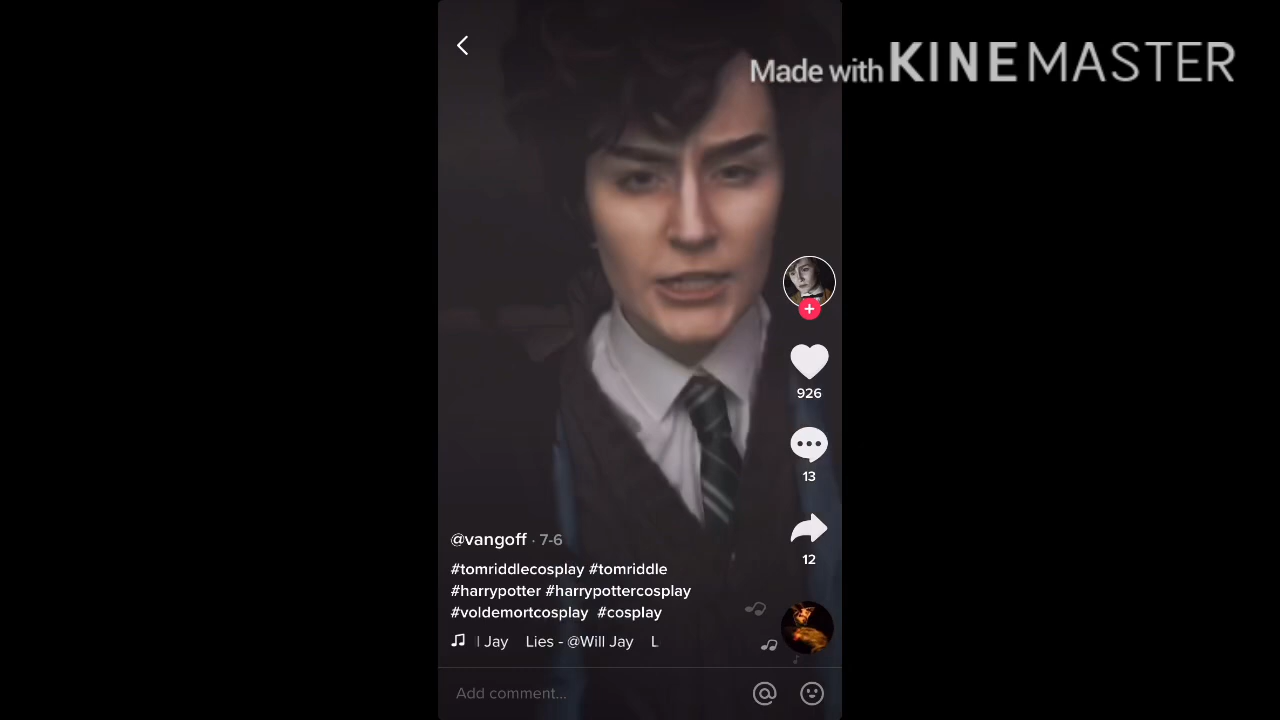 Made with KINEMASTER
926
13
12
@vangoff · 7-6
#tomriddlecosplay #tomriddle
#harrypotter #harrypottercosplay
#voldemortcosplay #cosplay
l Jay Lies - @Will Jay L
Add comment...